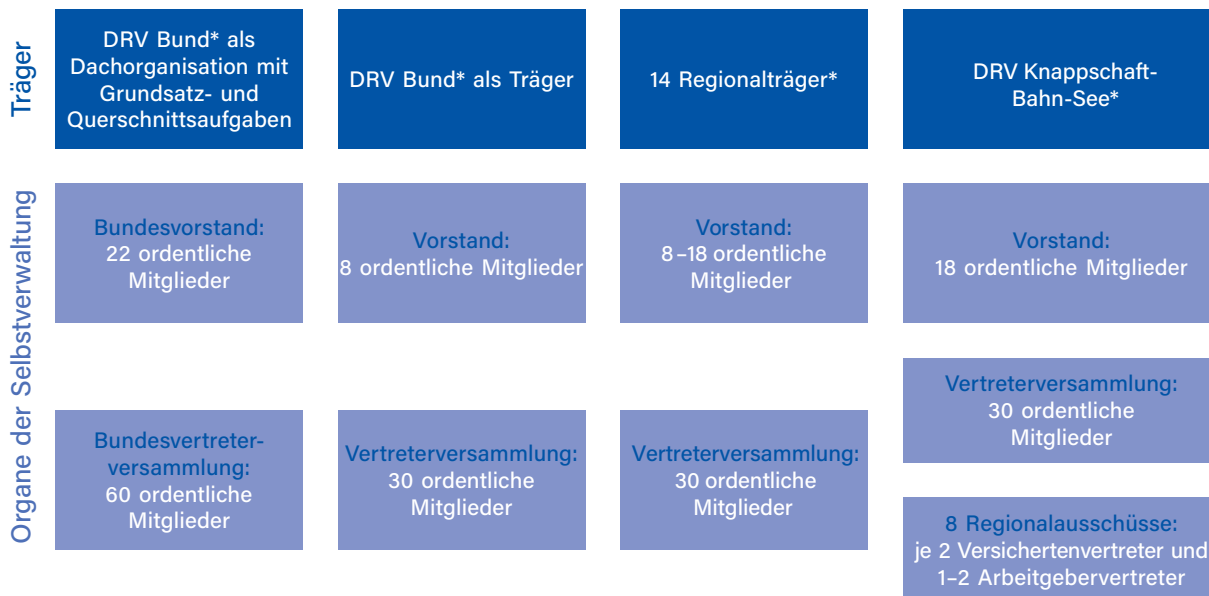 Träger
DRV Bund* als
Dachorganisation mit
Grundsatz- und
Querschnittsaufgaben
DRV Bund* als Träger
14 Regionalträger*
DRV Knappschaft-
Bahn-See*
Organe der Selbstverwaltung
Bundesvorstand:
22 ordentliche
Mitglieder
Vorstand:
8 ordentliche Mitglieder
Vorstand:
8–18 ordentliche
Mitglieder
Vorstand:
18 ordentliche Mitglieder
Bundesvertreter-
versammlung:
60 ordentliche
Mitglieder
Vertreterversammlung:
30 ordentliche
Mitglieder
Vertreterversammlung:
30 ordentliche
Mitglieder
Vertreterversammlung:
30 ordentliche
Mitglieder
8 Regionalausschüsse:
je 2 Versichertenvertreter und
1–2 Arbeitgebervertreter